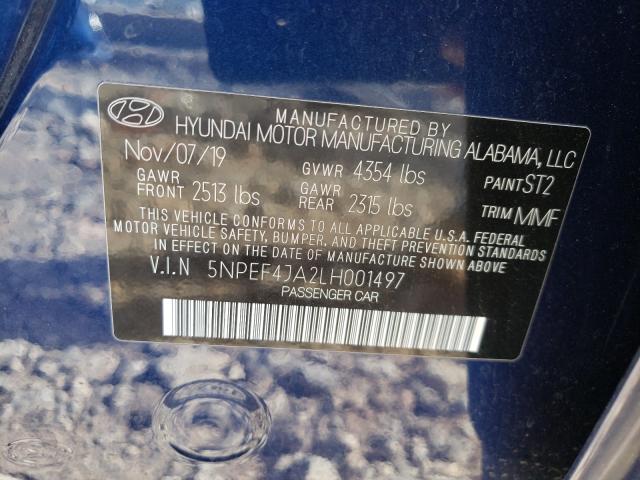 MANUFACTURED BY
HYUNDAI MOTOR MANUFACTURING ALABAMA, LLC
Nov/07/19 GVWR 4354 lbs PAINT ST2
GAWR FRONT 2513 lbs GAWR REAR 2315 lbs TRIM MMF
THIS VEHICLE CONFORMS TO ALL APPLICABLE U.S.A. FEDERAL
MOTOR VEHICLE SAFETY, BUMPER, AND THEFT PREVENTION STANDARDS
IN EFFECT ON THE DATE OF MANUFACTURE SHOWN ABOVE.
V.I.N 5NPEF4JA2LH001497
PASSENGER CAR